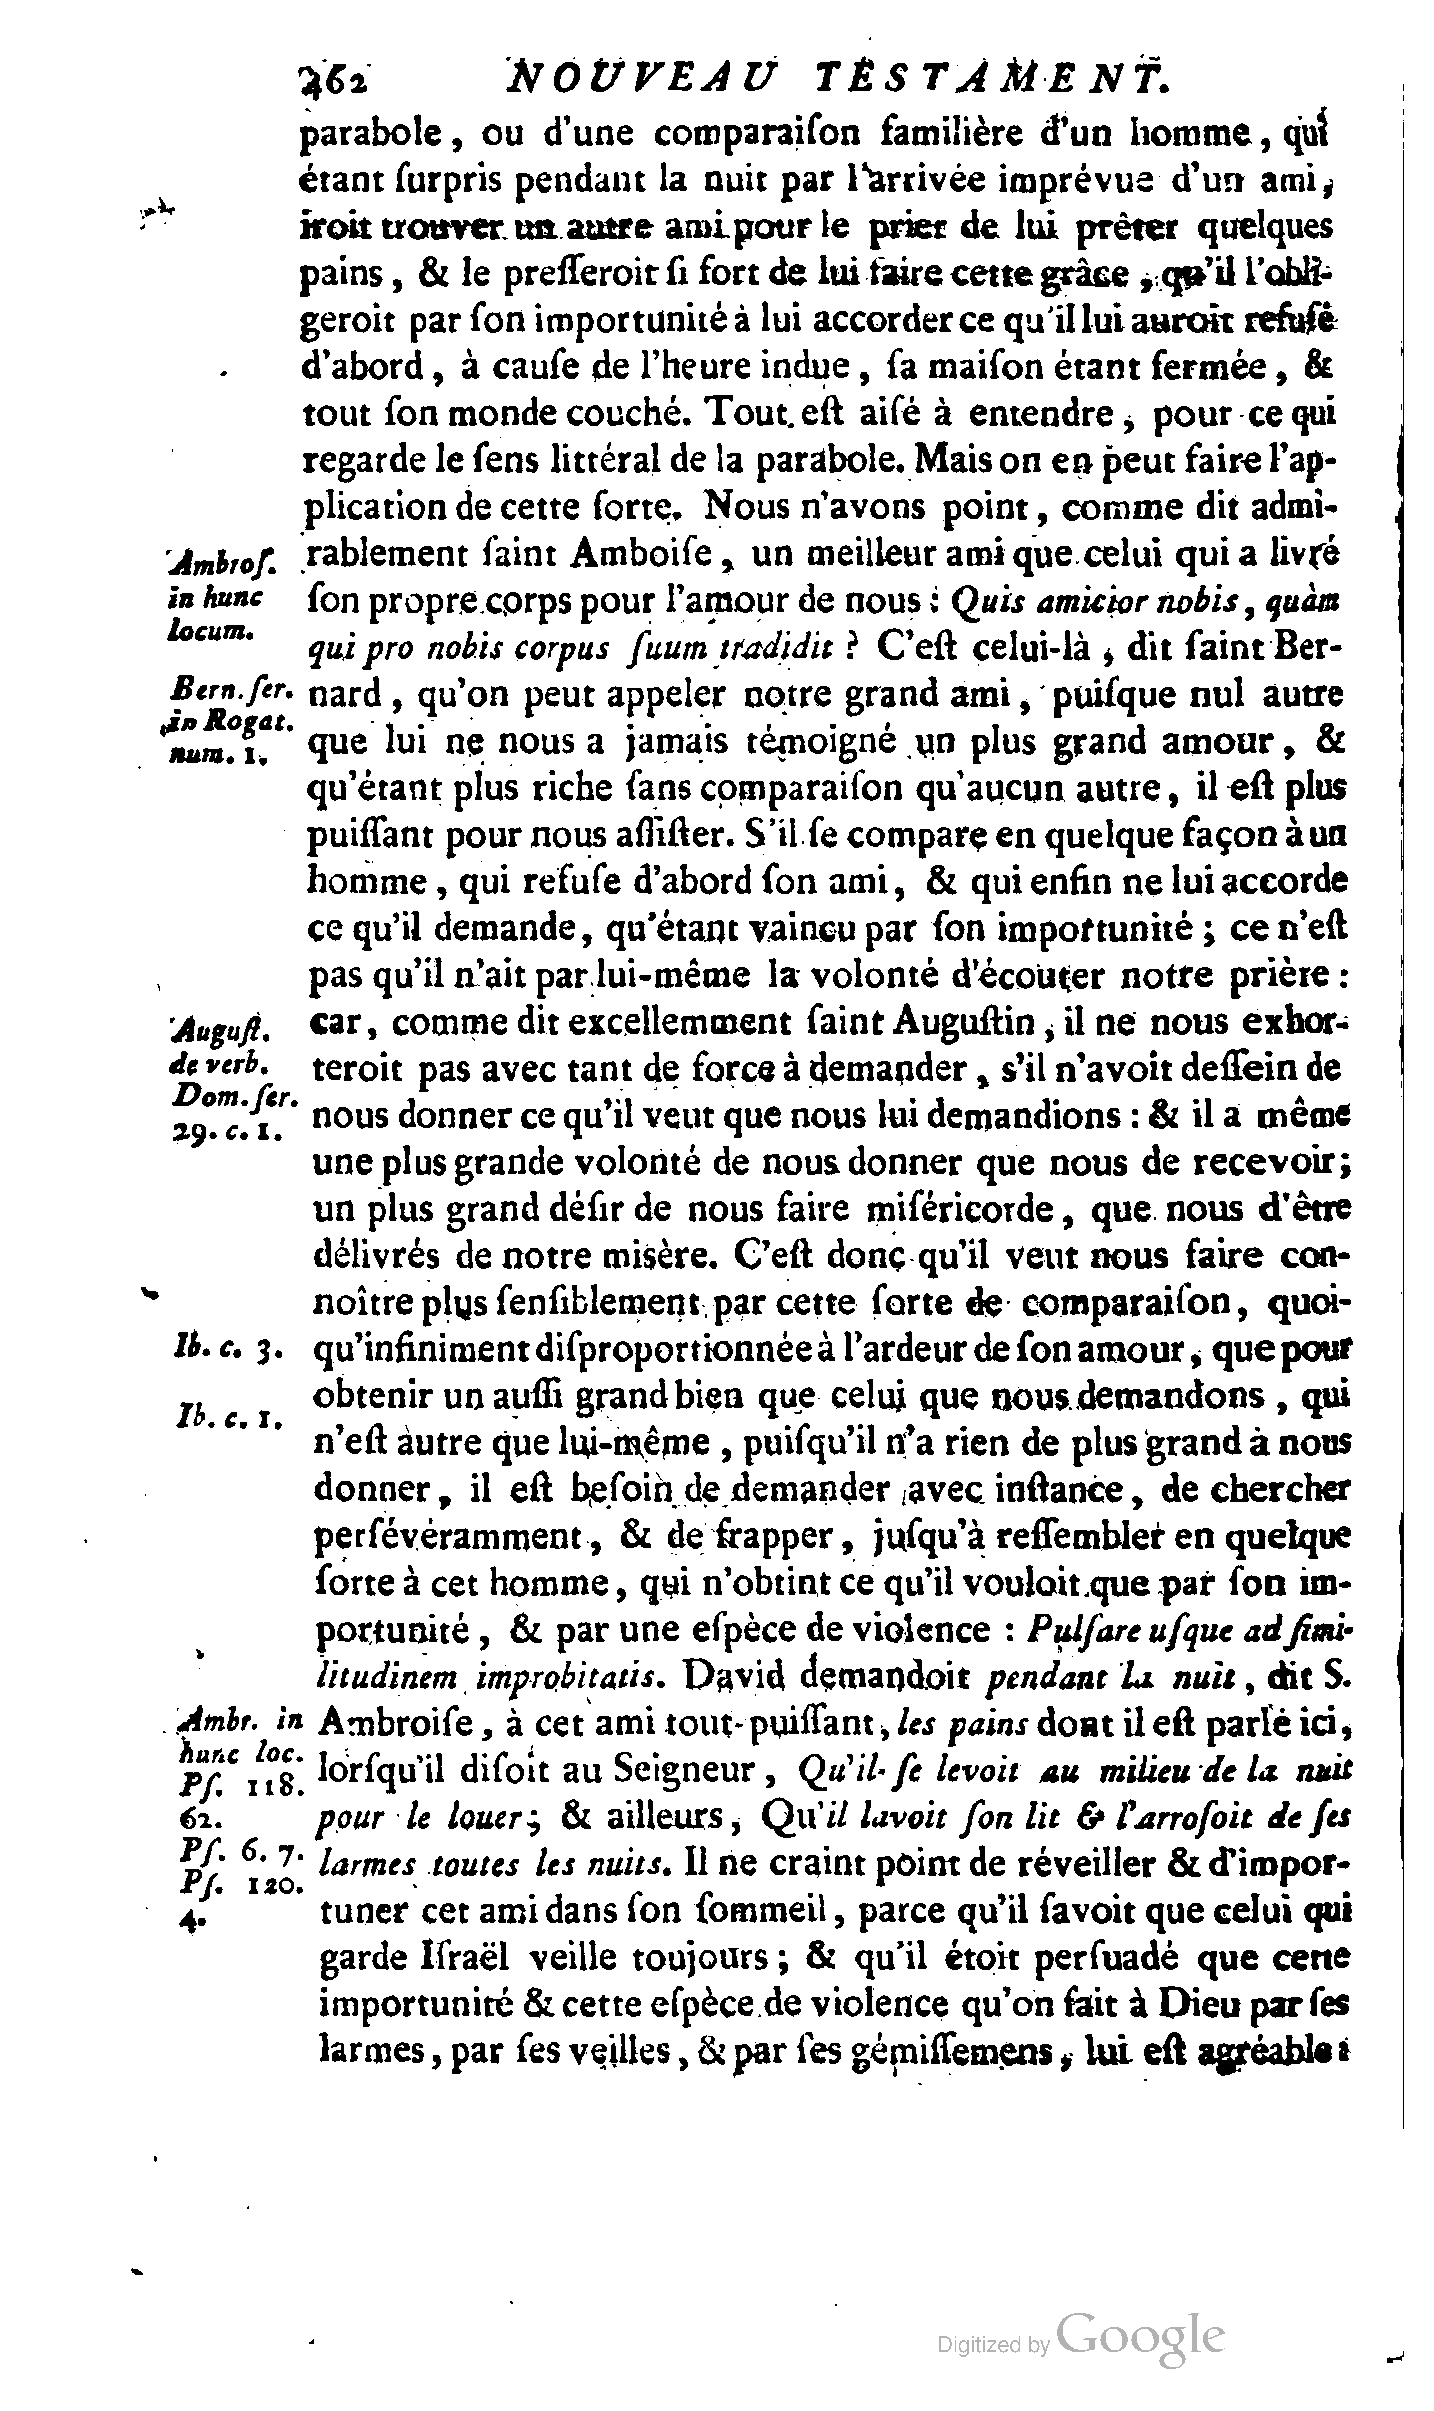 462 NOUVEAU TESTAMENT.
parabole, ou d'une comparaiſon familière d'un homme, qui
étant ſurpris pendant la nuit par l'arrivée imprévue d'un ami,
iroit trouver un autre ami pour le prier de lui prêter quelques
pains, & le preſſeroit ſi fort de lui faire cette grâce, qu'il l'obli-
geroit par ſon importunité à lui accorder ce qu'il lui auroit refuſé
d'abord, à cauſe de l'heure indue, ſa maiſon étant fermée, &
tout ſon monde couché. Tout eſt aiſé à entendre, pour ce qui
regarde le ſens littéral de la parabole. Mais on en peut faire l'ap-
plication de cette ſorte. Nous n'avons point, comme dit admi-
Ambroſ. rablement ſaint Amboiſe, un meilleur ami que celui qui a livré
in hunc ſon propre corps pour l'amour de nous : Quis amicior nobis, quàm
locum. qui pro nobis corpus ſuum tradidit ? C'eſt celui-là, dit ſaint Ber-
Bern. ſer. nard, qu'on peut appeler notre grand ami, puiſque nul autre
in Rogat. que lui ne nous a jamais témoigné un plus grand amour, &
num. 1. qu'étant plus riche ſans comparaiſon qu'aucun autre, il eſt plus
puiſſant pour nous aſſiſter. S'il ſe compare en quelque façon à un
homme, qui refuſe d'abord ſon ami, & qui enfin ne lui accorde
ce qu'il demande, qu'étant vaincu par ſon importunité ; ce n'eſt
pas qu'il n'ait par lui-même la volonté d'écouter notre prière :
Auguſt. car, comme dit excellemment ſaint Auguſtin, il ne nous exhor-
de verb. teroit pas avec tant de force à demander, s'il n'avoit deſſein de
Dom. ſer. nous donner ce qu'il veut que nous lui demandions : & il a même
29. c. 1. une plus grande volonté de nous donner que nous de recevoir;
un plus grand déſir de nous faire miſéricorde, que nous d'être
délivrés de notre misère. C'eſt donc qu'il veut nous faire con-
noître plus ſenſiblement par cette ſorte de comparaiſon, quoi-
Ib. c. 3. qu'infiniment diſproportionnée à l'ardeur de ſon amour, que pour
obtenir un auſſi grand bien que celui que nous demandons, qui
Ib. c. 1. n'eſt autre que lui-même, puiſqu'il n'a rien de plus grand à nous
donner, il eſt beſoin de demander avec inſtance, de chercher
perſévéramment, & de frapper, juſqu'à reſſembler en quelque
ſorte à cet homme, qui n'obtint ce qu'il vouloit que par ſon im-
portunité, & par une eſpèce de violence : Pulſare uſque ad ſimi-
litudinem improbitatis. David demandoit pendant la nuit, dit S.
Ambr. in Ambroiſe, à cet ami tout-puiſſant, les pains dont il eſt parlé ici,
hunc loc. lorſqu'il diſoit au Seigneur, Qu'il ſe levoit au milieu de la nuit
Pſ. 118.
62. pour le louer; & ailleurs, Qu'il lavoit ſon lit & l'arroſoit de ſes
Pſ. 6. 7. larmes toutes les nuits. Il ne craint point de réveiller & d'impor-
Pſ. 120.
4. tuner cet ami dans ſon ſommeil, parce qu'il ſavoit que celui qui
garde Iſraël veille toujours ; & qu'il étoit perſuadé que cette
importunité & cette eſpèce de violence qu'on fait à Dieu par ſes
larmes, par ſes veilles, & par ſes gémiſſemens, lui eſt agréable :
Digitized by Google